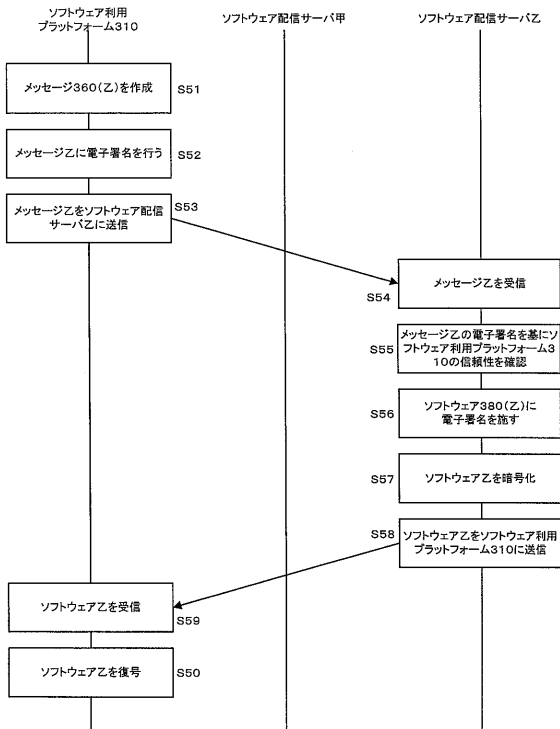 ソフトウェア利用
プラットフォーム310
ソフトウェア配信サーバ甲
ソフトウェア配信サーバ乙
メッセージ360(乙)を作成
S51
メッセージ乙に電子署名を行う
S52
メッセージ乙をソフトウェア配信
サーバ乙に送信
S53
メッセージ乙を受信
S54
メッセージ乙の電子署名を基にソ
フトウェア利用プラットフォーム3
10の信頼性を確認
S55
ソフトウェア380(乙)に
電子署名を施す
S56
ソフトウェア乙を暗号化
S57
ソフトウェア乙をソフトウェア利用
プラットフォーム310に送信
S58
ソフトウェア乙を受信
S59
ソフトウェア乙を復号
S50